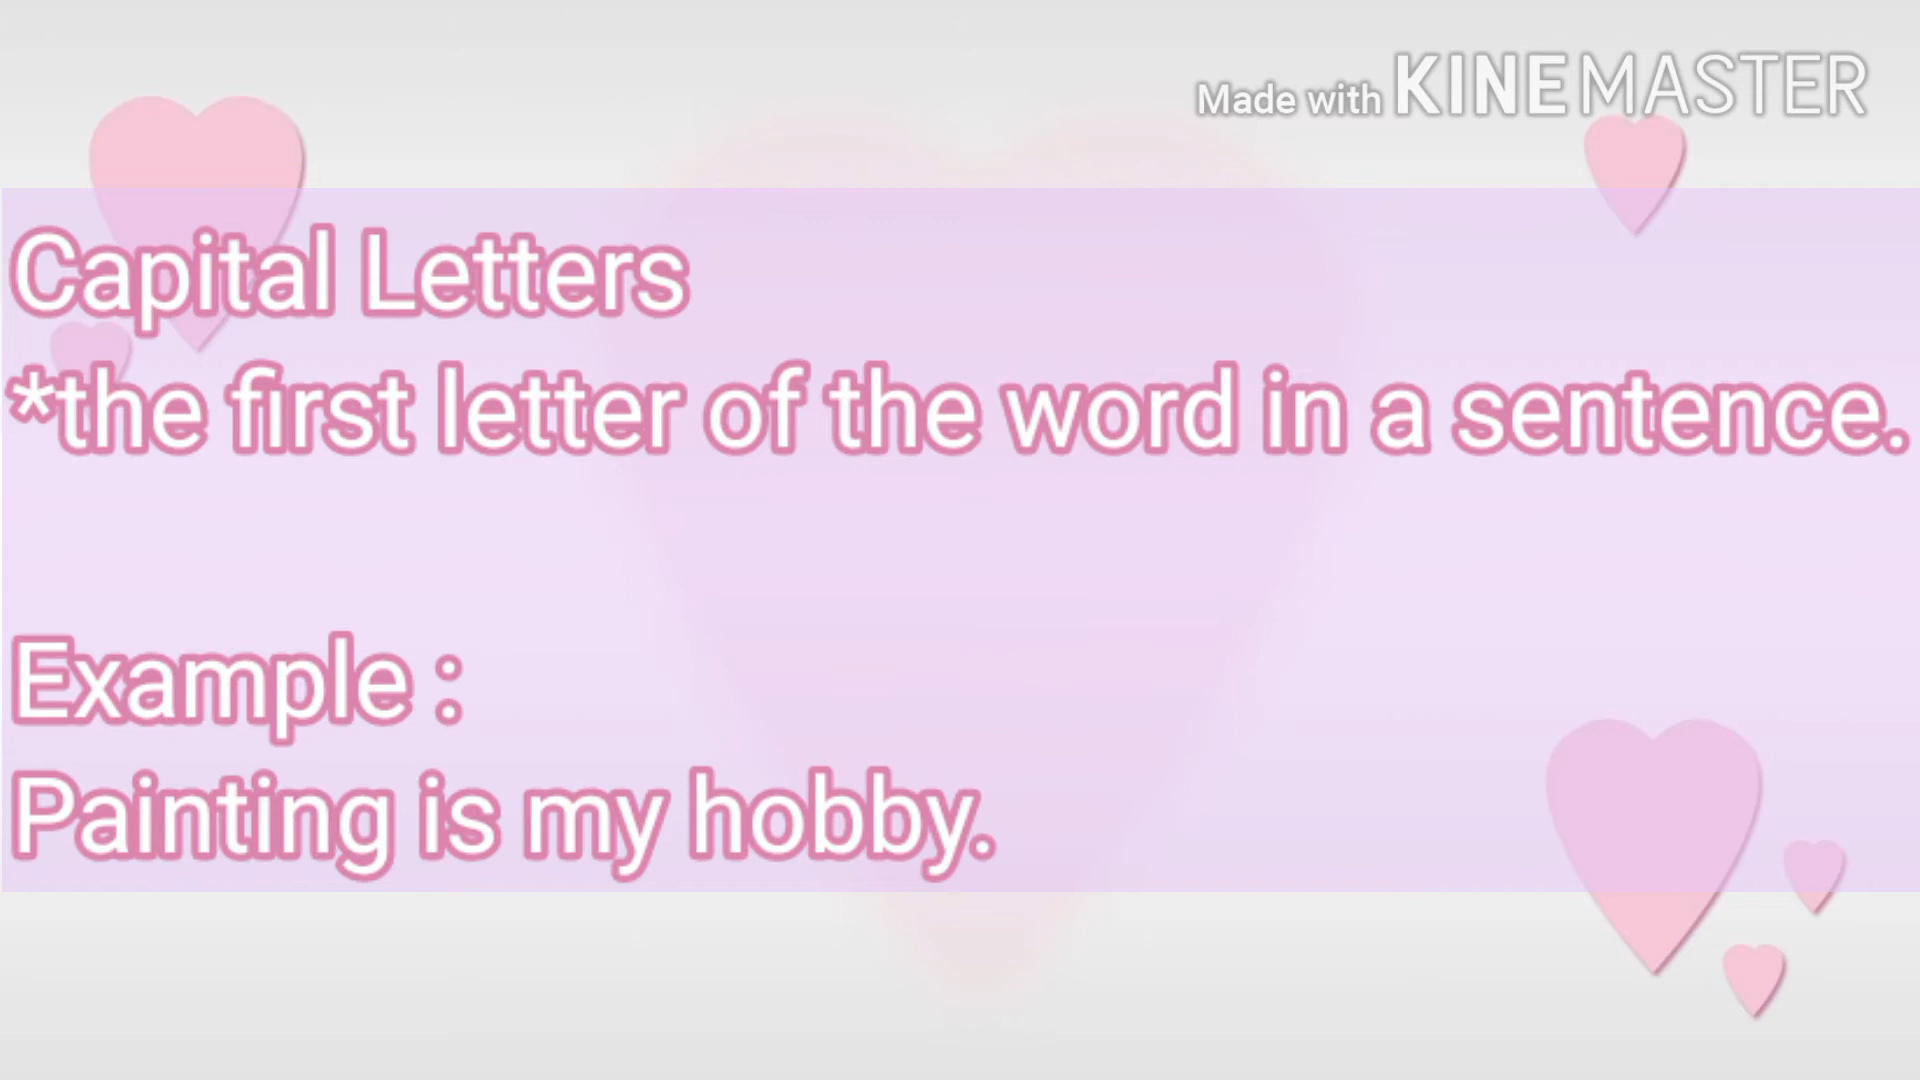 Made with KINEMASTER
Capital Letters
*the first letter of the word in a sentence.
Example :
Painting is my hobby.